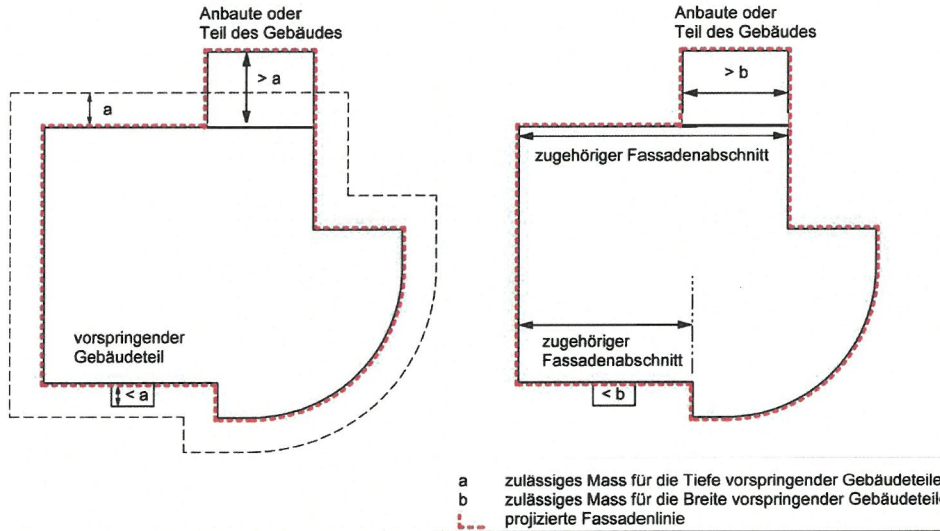 Anbaute oder
Teil des Gebäudes
> a
a
vorspringender
Gebäudeteil
< a
Anbaute oder
Teil des Gebäudes
> b
zugehöriger Fassadenabschnitt
zugehöriger
Fassadenabschnitt
< b
a zulässiges Mass für die Tiefe vorspringender Gebäudeteile
b zulässiges Mass für die Breite vorspringender Gebäudeteil
projizierte Fassadenlinie